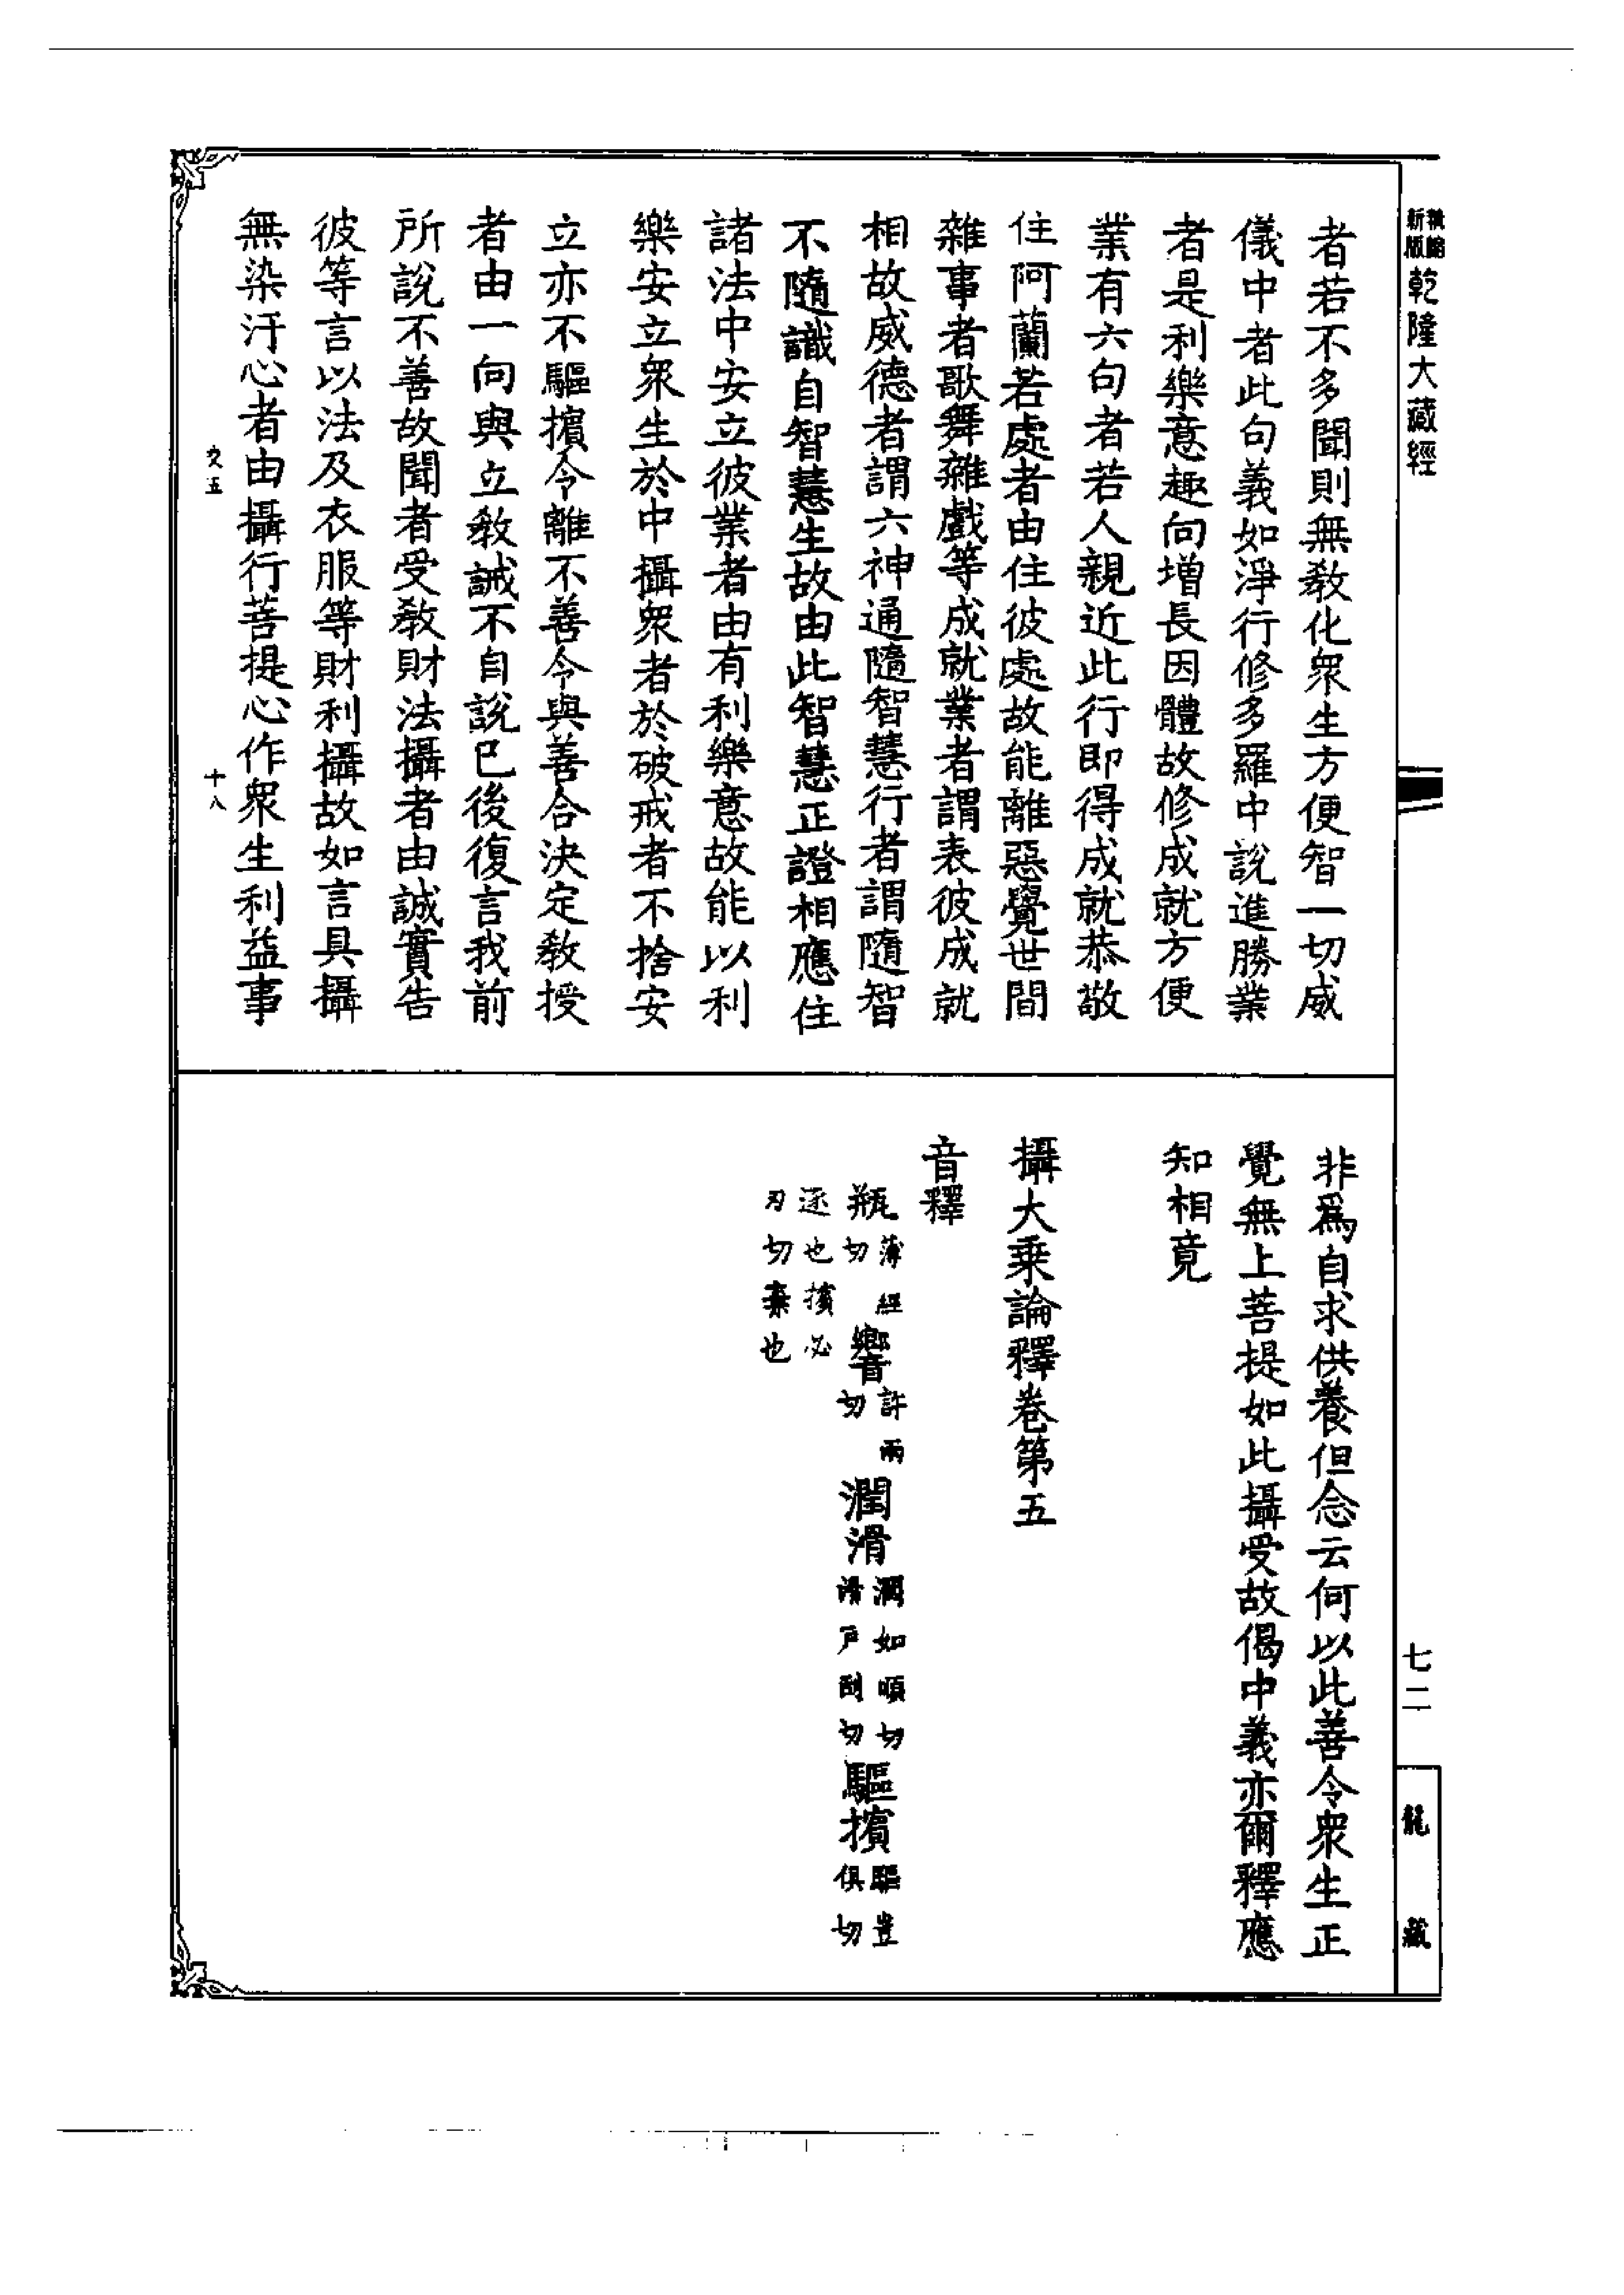 新版 乾隆大藏經
者若不多聞則無教化衆生方便智一切威
儀中者此句義如淨行修多羅中說進勝業
者是利樂意趣向增長因體故修成就方便
業有六句者若人親近此行即得成就恭敬
住阿蘭若處者由住彼處故能離惡覺世間
雜事者歌舞雜戲等成就業者謂表彼成就
相故威德者謂六神通隨智慧行者謂隨智
不隨識自智慧生故由此智慧正證相應住
諸法中安立彼業者由有利樂意故能以利
樂安立衆生於中攝衆者於破戒者不捨安
立亦不驅擯令離不善令與善合決定教授
者由一向與立教誡不自說已後復言我前
所說不善故聞者受教財法攝者由誠實告
彼等言以法及衣服等財利攝故如言具攝
無染汙心者由攝行菩提心作衆生利益事
十八
非爲自求供養但念云何以此善令衆生正
覺無上菩提如此攝受故偈中義亦爾釋應
知相竟
攝大乗論釋卷第五
音釋
瓶薄經切 響許兩切 潤滑潤如順切滑戶刮切 驅擯驅豈俱切
逐也擯必
刃切棄也
七二
龍藏